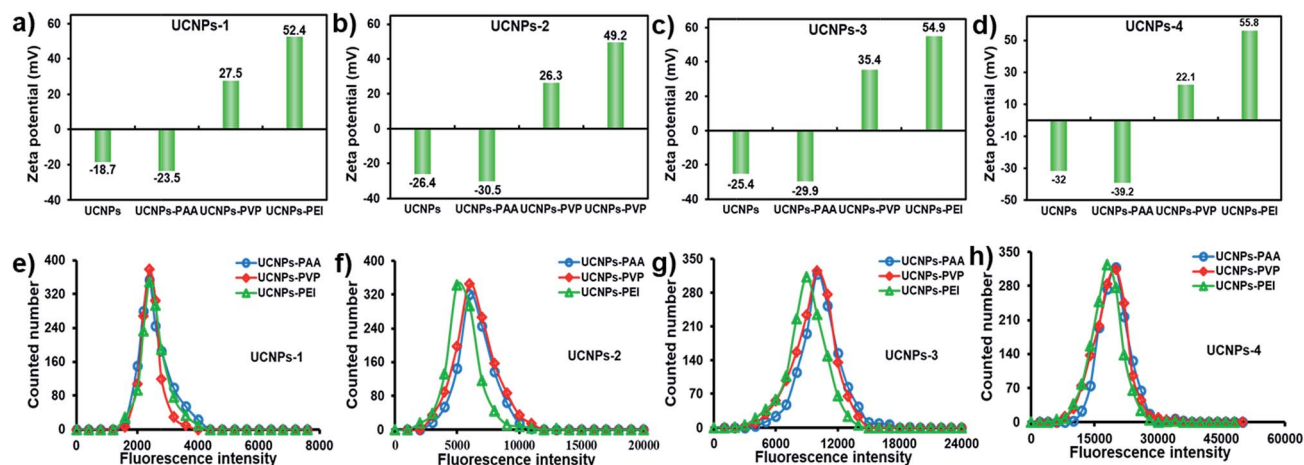 a)
UCNPs-1
Zeta potential (mV)
60
40
20
0
-20
-40
-18.7
-23.5
27.5
52.4
UCNPs UCNPs-PAA UCNPs-PVP UCNPs-PEI
b)
UCNPs-2
Zeta potential (mV)
60
40
20
0
-20
-40
-26.4
-30.5
26.3
49.2
UCNPs UCNPs-PAA UCNPs-PVP UCNPs-PVP
c)
UCNPs-3
Zeta potential (mV)
60
40
20
0
-20
-40
-25.4
-29.9
35.4
54.9
UCNPs UCNPs-PAA UCNPs-PVP UCNPs-PEI
d)
UCNPs-4
Zeta potential (mV)
50
30
10
-10
-30
-50
-32
-39.2
22.1
55.8
UCNPs UCNPs-PAA UCNPs-PVP UCNPs-PEI
e)
Counted number
400
320
240
160
80
0
UCNPs-PAA
UCNPs-PVP
UCNPs-PEI
UCNPs-1
0 2000 4000 6000 8000
Fluorescence intensity
f)
Counted number
400
320
240
160
80
0
UCNPs-PAA
UCNPs-PVP
UCNPs-PEI
UCNPs-2
0 5000 10000 15000 20000
Fluorescence intensity
g)
Counted number
350
280
210
140
70
0
UCNPs-PAA
UCNPs-PVP
UCNPs-PEI
UCNPs-3
0 6000 12000 18000 24000
Fluorescence intensity
h)
Counted number
350
280
210
140
70
0
UCNPs-PAA
UCNPs-PVP
UCNPs-PEI
UCNPs-4
0 15000 30000 45000 60000
Fluorescence intensity